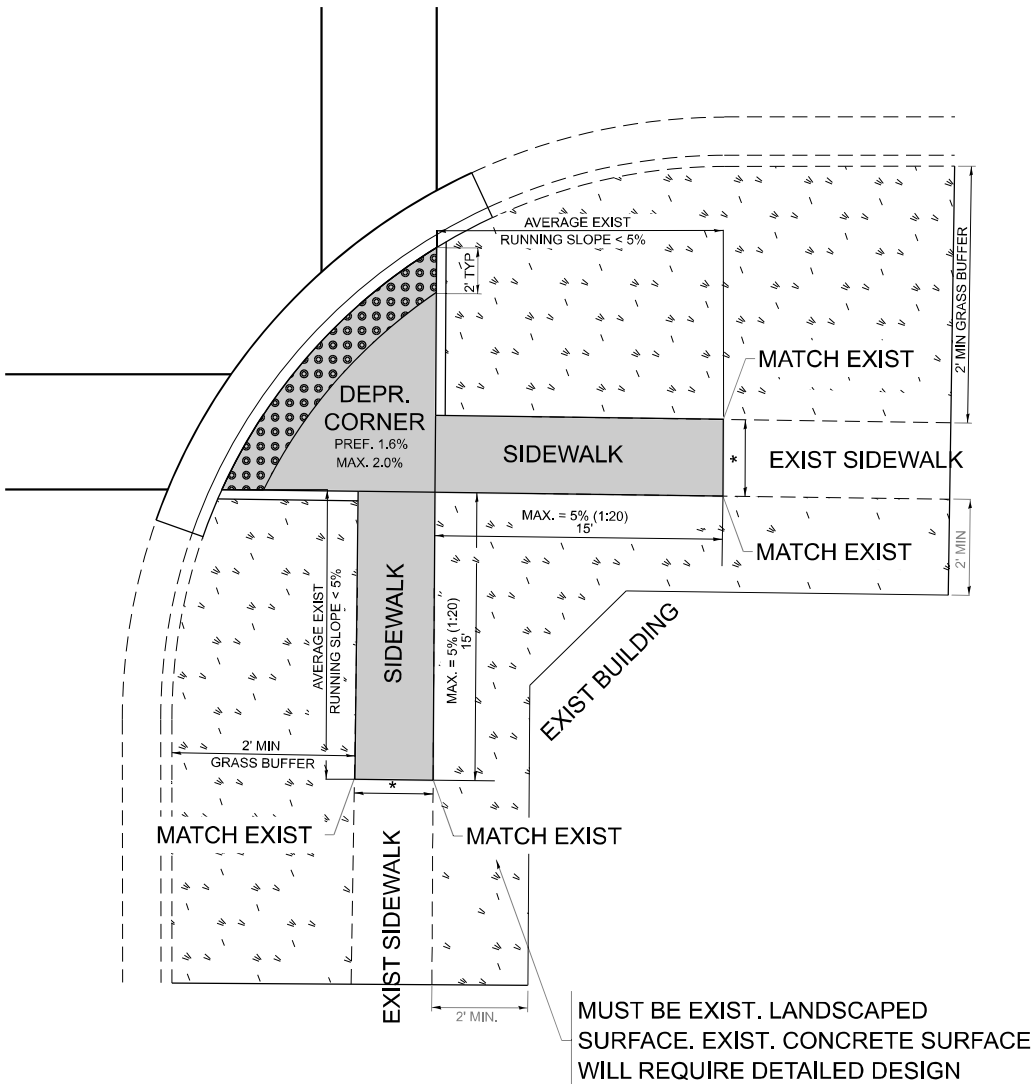 AVERAGE EXIST
RUNNING SLOPE < 5%
2' TYP
2' MIN GRASS BUFFER
MATCH EXIST
DEPR.
CORNER
PREF. 1.6%
MAX. 2.0%
SIDEWALK
*
EXIST SIDEWALK
MAX. = 5% (1:20)
15'
MATCH EXIST
2' MIN
AVERAGE EXIST
RUNNING SLOPE < 5%
SIDEWALK
MAX. = 5% (1:20)
15'
EXIST BUILDING
2' MIN
GRASS BUFFER
*
MATCH EXIST
MATCH EXIST
EXIST SIDEWALK
2' MIN.
MUST BE EXIST. LANDSCAPED
SURFACE. EXIST. CONCRETE SURFACE
WILL REQUIRE DETAILED DESIGN